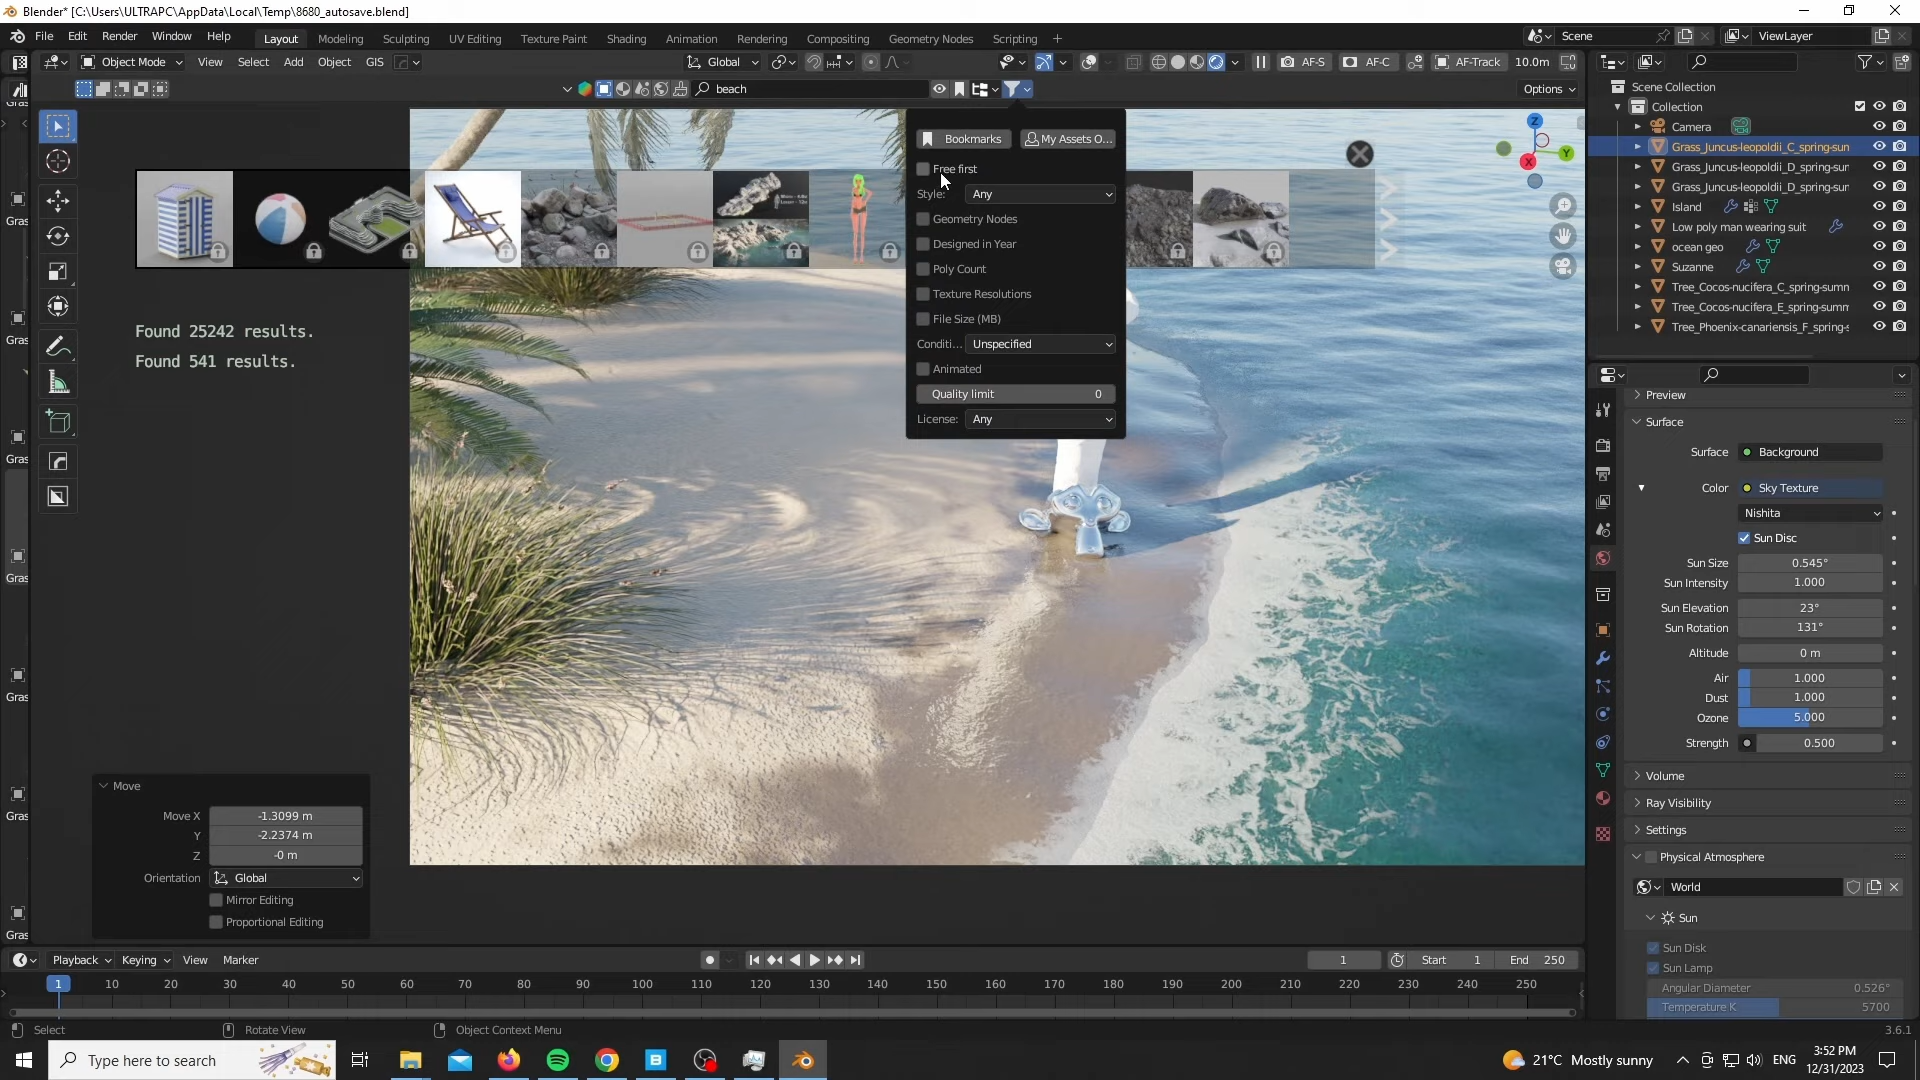 Blender* [C:\Users\ULTRAPC\AppData\Local\Temp\8680_autosave.blend]
File Edit Render Window Help Layout Modeling Sculpting UV Editing Texture Paint Shading Animation Rendering Compositing Geometry Nodes Scripting + Scene ViewLayer
Object Mode View Select Add Object GIS Global AF-S AF-C AF-Track 10.0m
beach Options
Scene Collection
Collection
Camera
Grass_Juncus-leopoldii_C_spring-sun
Grass_Juncus-leopoldii_D_spring-sun
Grass_Juncus-leopoldii_D_spring-sun
Island
Low poly man wearing suit
ocean geo
Suzanne
Tree_Cocos-nucifera_C_spring-summ
Tree_Cocos-nucifera_E_spring-summ
Tree_Phoenix-canariensis_F_spring-s
Z
Y
X
Bookmarks My Assets O...
Free first
Style: Any
Geometry Nodes
Designed in Year
Poly Count
Texture Resolutions
File Size (MB)
Conditi... Unspecified
Animated
Quality limit 0
License: Any
Found 25242 results.
Found 541 results.
Gras
Gras
Gras
Gras
Gras
Gras
Gras
Preview
Surface
Surface Background
Color Sky Texture
Nishita
Sun Disc
Sun Size 0.545°
Sun Intensity 1.000
Sun Elevation 23°
Sun Rotation 131°
Altitude 0 m
Air 1.000
Dust 1.000
Ozone 5.000
Strength 0.500
Volume
Ray Visibility
Settings
Physical Atmosphere
World
Sun
Sun Disk
Sun Lamp
Angular Diameter 0.526°
Temperature K 5700
Move
Move X -1.3099 m
Y -2.2374 m
Z -0 m
Orientation Global
Mirror Editing
Proportional Editing
Playback Keying View Marker 1 Start 1 End 250
1 10 20 30 40 50 60 70 80 90 100 110 120 130 140 150 160 170 180 190 200 210 220 230 240 250
Select Rotate View Object Context Menu 3.6.1
Type here to search 21°C Mostly sunny ENG 3:52 PM
12/31/2023